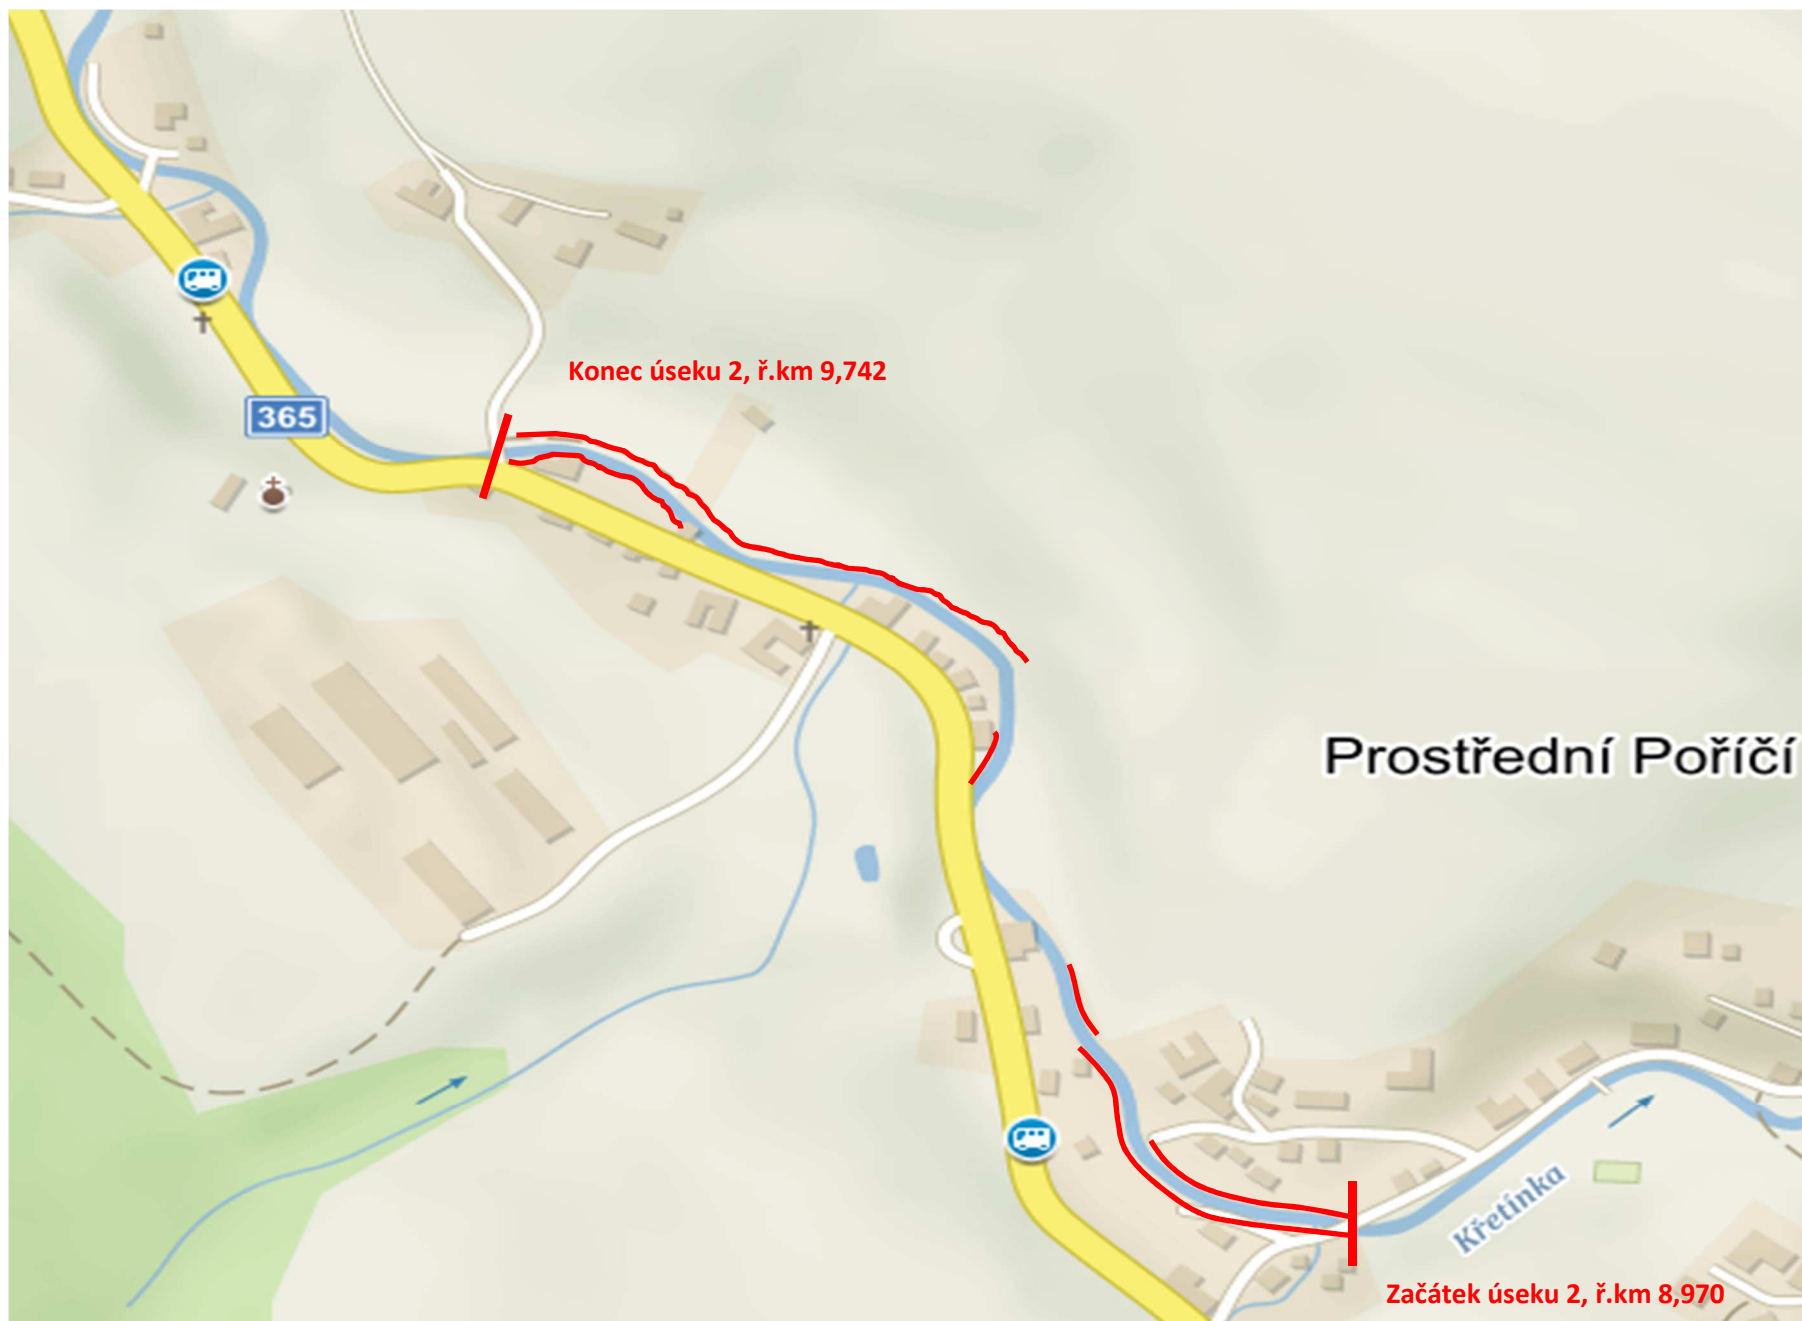 Konec úseku 2, ř.km 9,742
365
Prostřední Poříčí
Křetínka
Začátek úseku 2, ř.km 8,970